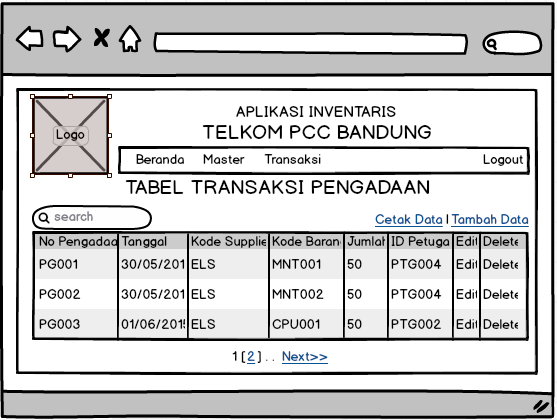 Logo
APLIKASI INVENTARIS
TELKOM PCC BANDUNG
Beranda Master Transaksi Logout
TABEL TRANSAKSI PENGADAAN
search
Cetak Data | Tambah Data
No Pengadaa Tanggal Kode Supplie Kode Baran Jumlah ID Petuga Edit Delete
PG001 30/05/201 ELS MNT001 50 PTG004 Edit Delete
PG002 30/05/201 ELS MNT002 50 PTG004 Edit Delete
PG003 01/06/2015 ELS CPU001 50 PTG002 Edit Delete
1 [2] . . Next>>